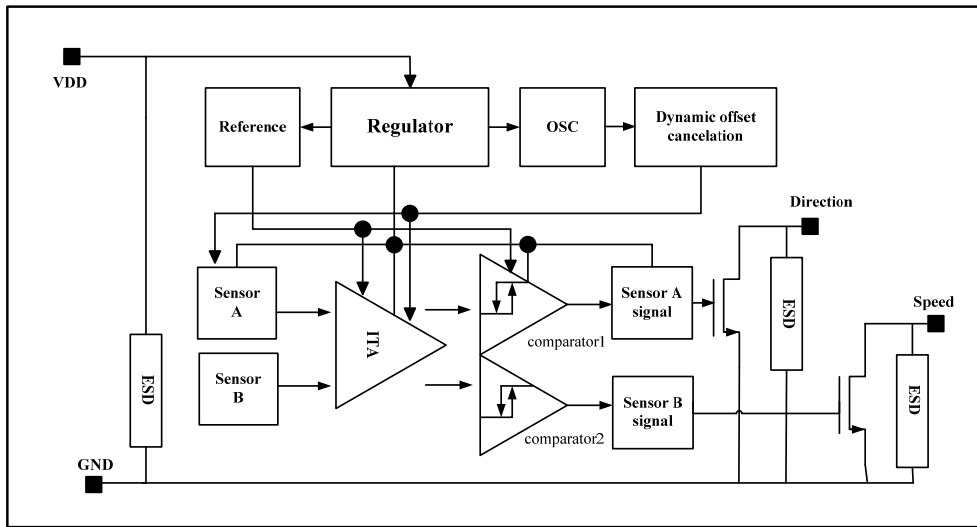 VDD
Reference
Regulator
OSC
Dynamic offset
cancelation
Direction
Sensor
A
ITA
comparator1
Sensor A
signal
ESD
Speed
ESD
Sensor
B
comparator2
Sensor B
signal
ESD
GND